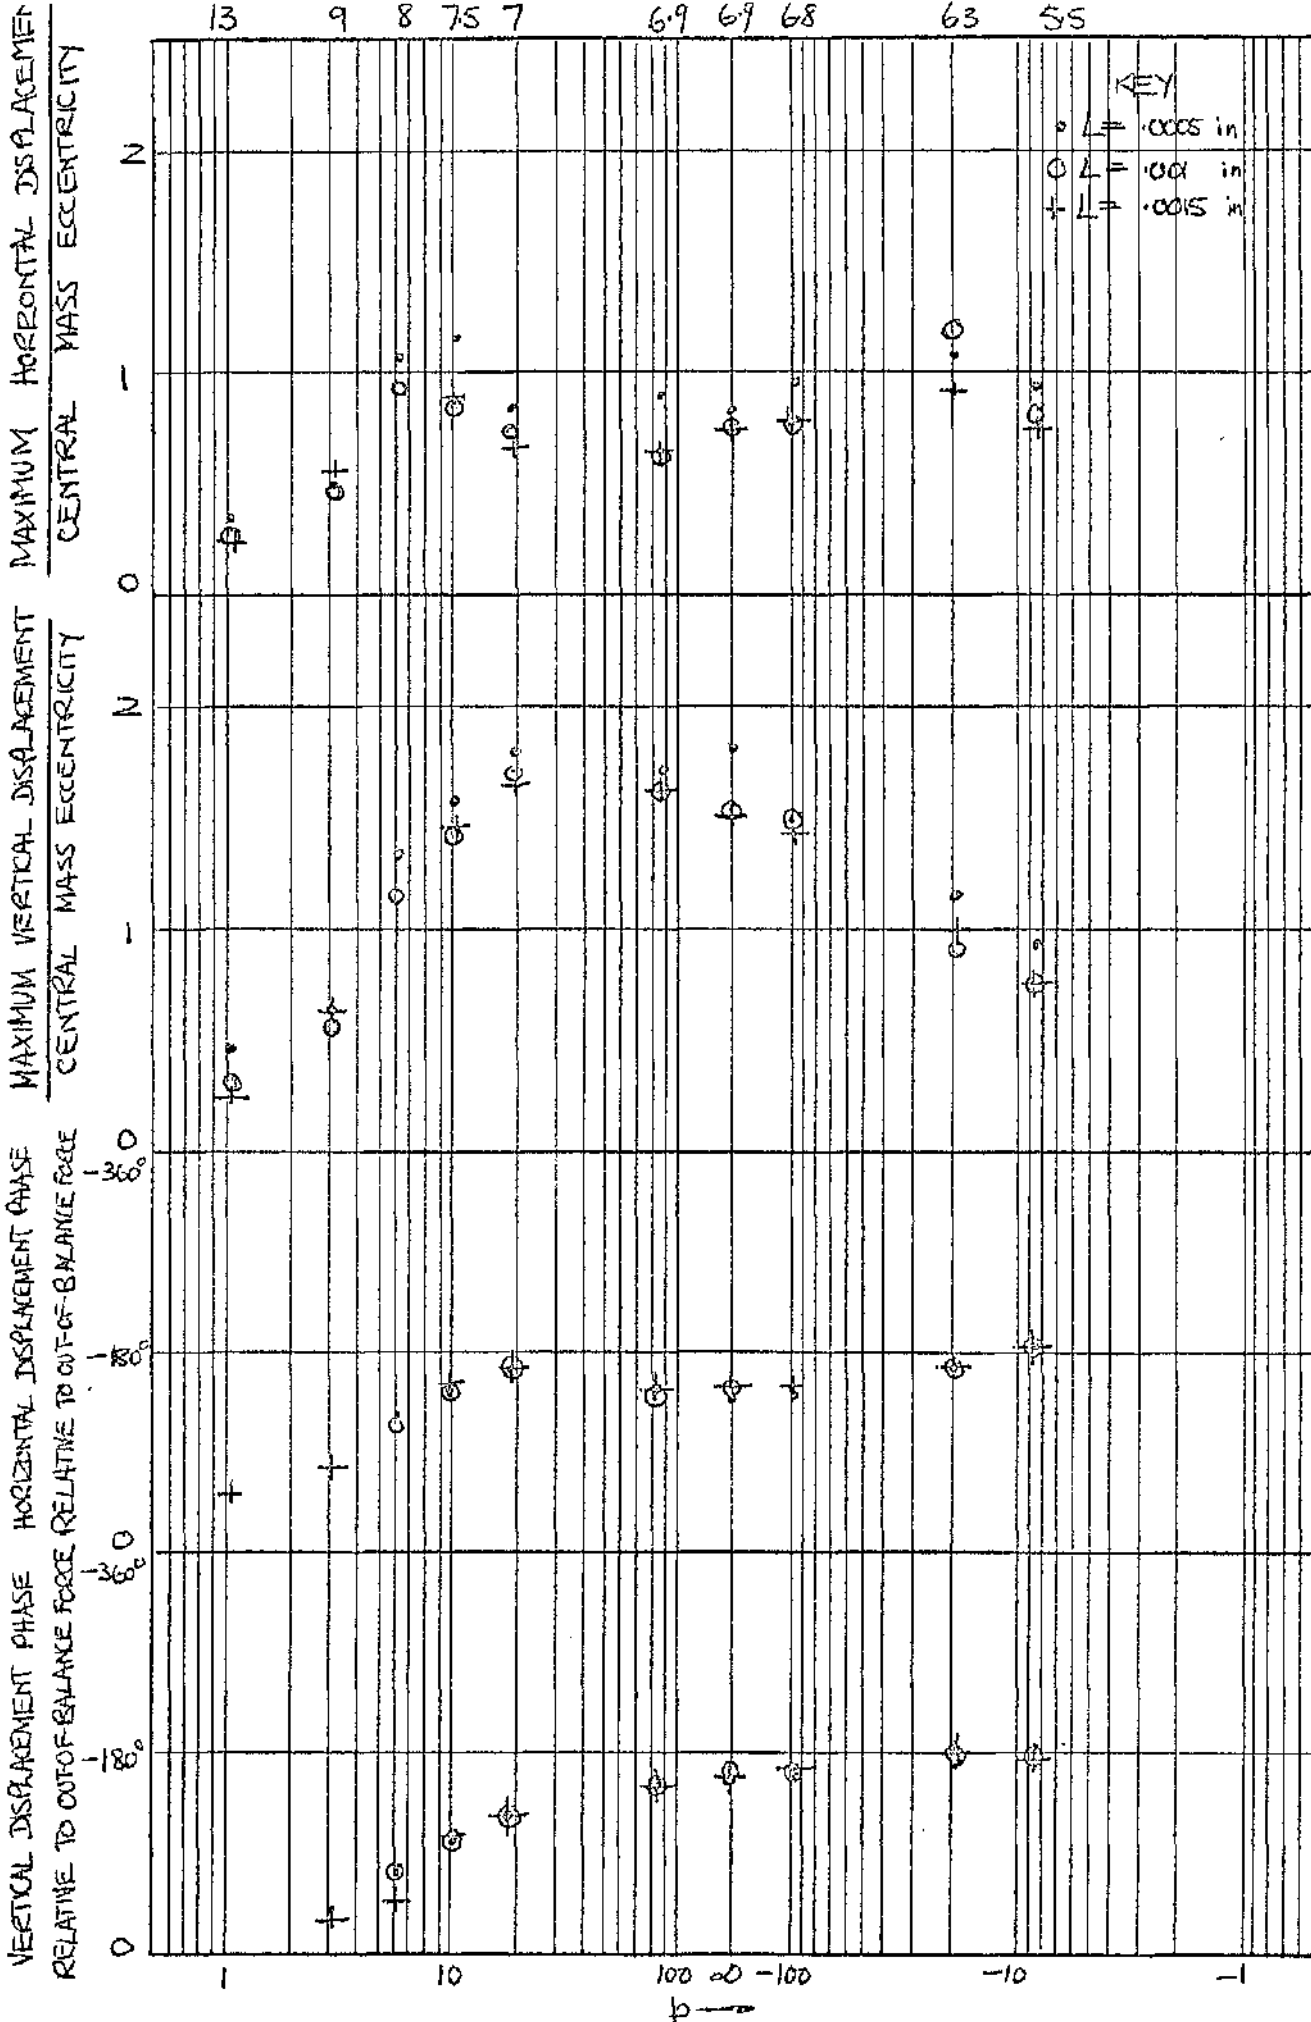 13 9 8 7.5 7 6.9 6.9 6.8 6.3 5.5
KEY
L = .0005 in
L = .001 in
L = .0015 in
MAXIMUM HORIZONTAL DISPLACEMEN
CENTRAL MASS ECCENTRICITY
2
1
0
MAXIMUM VERTICAL DISPLACEMENT
CENTRAL MASS ECCENTRICITY
2
1
0
HORIZONTAL DISPLACEMENT PHASE
RELATIVE TO OUT-OF-BALANCE FORCE
-360°
-180°
0
VERTICAL DISPLACEMENT PHASE
RELATIVE TO OUT-OF-BALANCE FORCE
-360°
-180°
0
1 10 100 ∞ -100 -10 -1